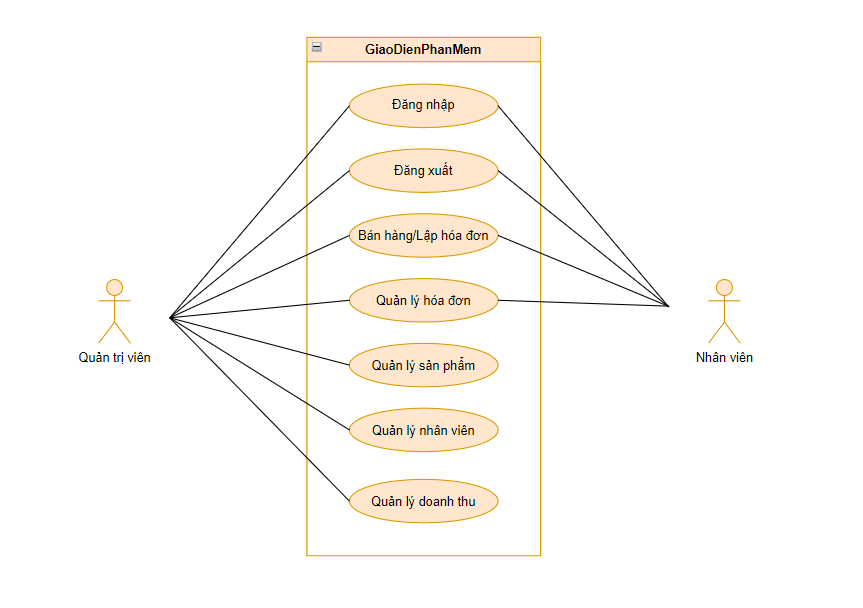 GiaoDienPhanMem
Đăng nhập
Đăng xuất
Bán hàng/Lập hóa đơn
Quản lý hóa đơn
Quản trị viên
Nhân viên
Quản lý sản phẩm
Quản lý nhân viên
Quản lý doanh thu